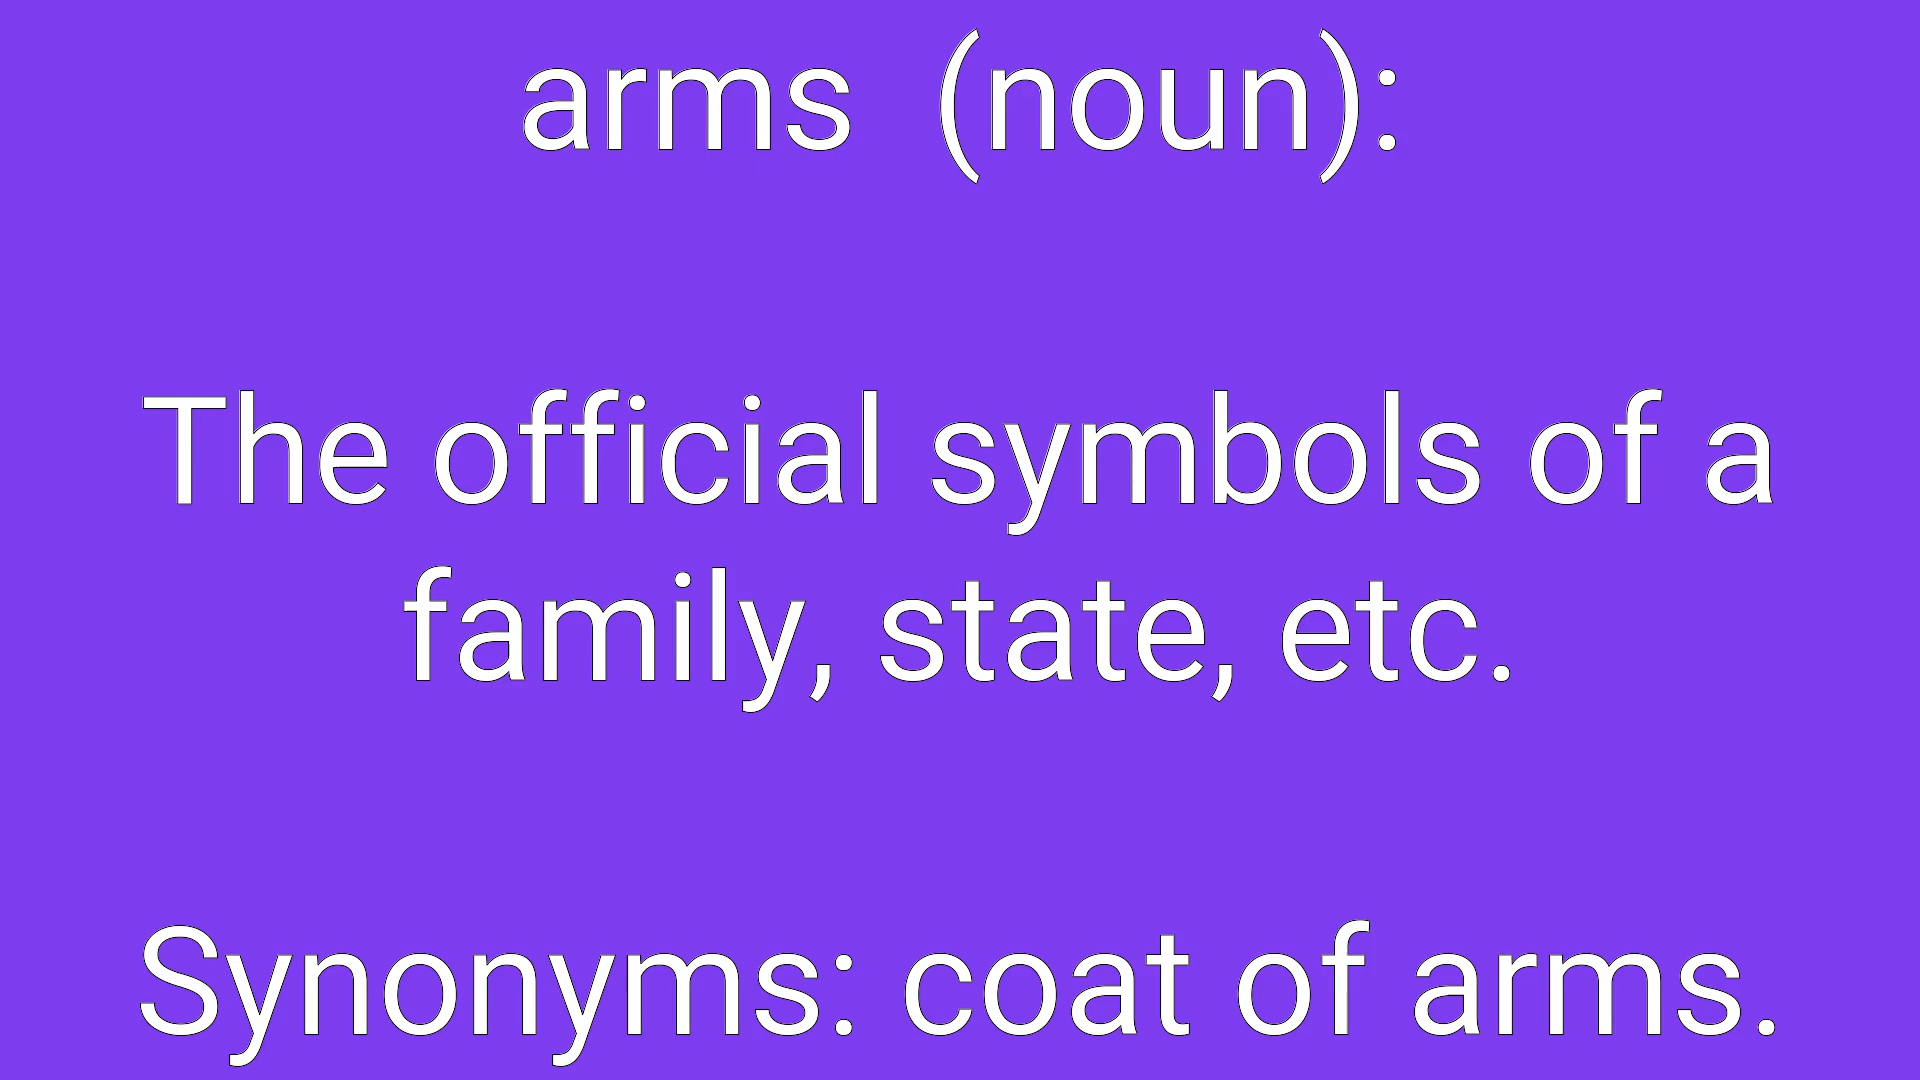 arms (noun):
The official symbols of a
family, state, etc.
Synonyms: coat of arms.